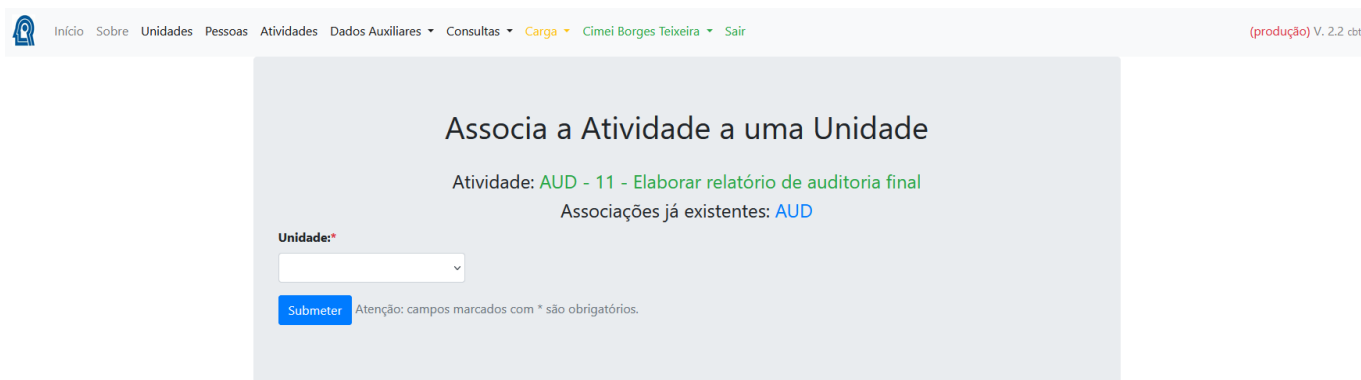 Início Sobre Unidades Pessoas Atividades Dados Auxiliares Consultas Carga Cimei Borges Teixeira Sair (produção) V. 2.2 cbt
Associa a Atividade a uma Unidade
Atividade: AUD - 11 - Elaborar relatório de auditoria final
Associações já existentes: AUD
Unidade:*
Submeter Atenção: campos marcados com * são obrigatórios.